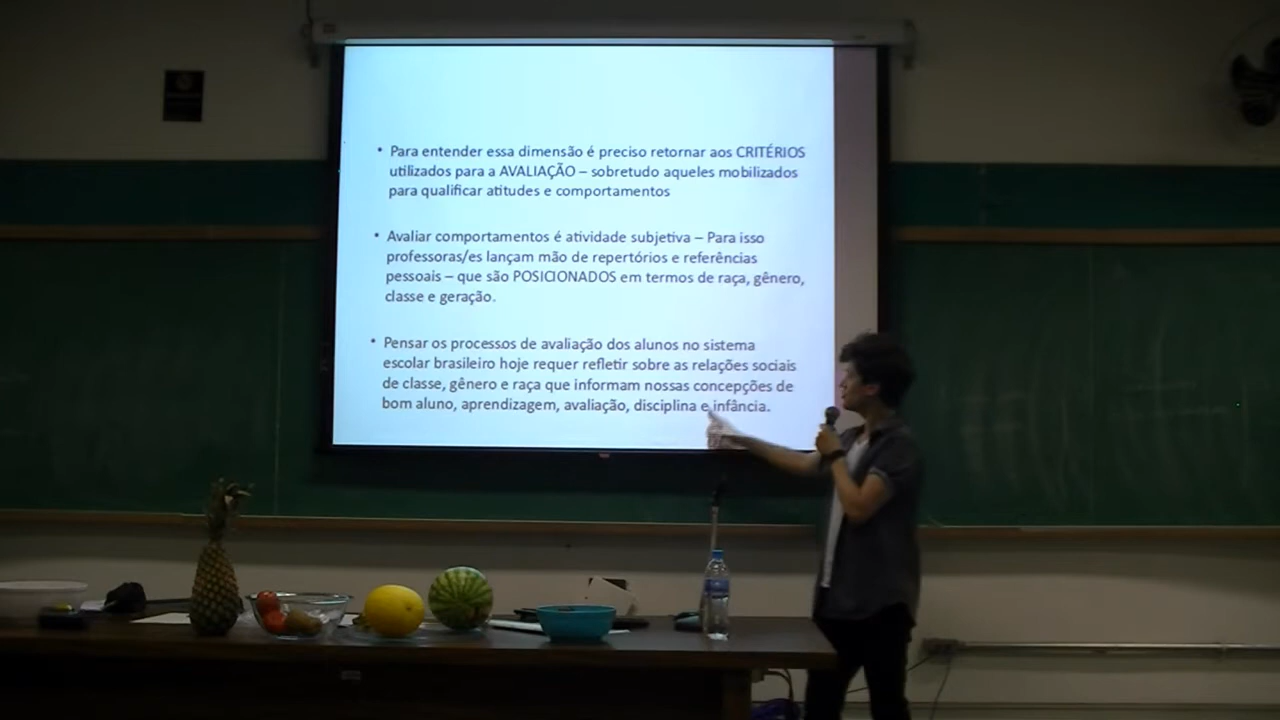 • Para entender essa dimensão é preciso retornar aos CRITÉRIOS
utilizados para a AVALIAÇÃO – sobretudo aqueles mobilizados
para qualificar atitudes e comportamentos
• Avaliar comportamentos é atividade subjetiva – Para isso
professoras/es lançam mão de repertórios e referências
pessoais – que são POSICIONADOS em termos de raça, gênero,
classe e geração.
• Pensar os processos de avaliação dos alunos no sistema
escolar brasileiro hoje requer refletir sobre as relações sociais
de classe, gênero e raça que informam nossas concepções de
bom aluno, aprendizagem, avaliação, disciplina e infância.